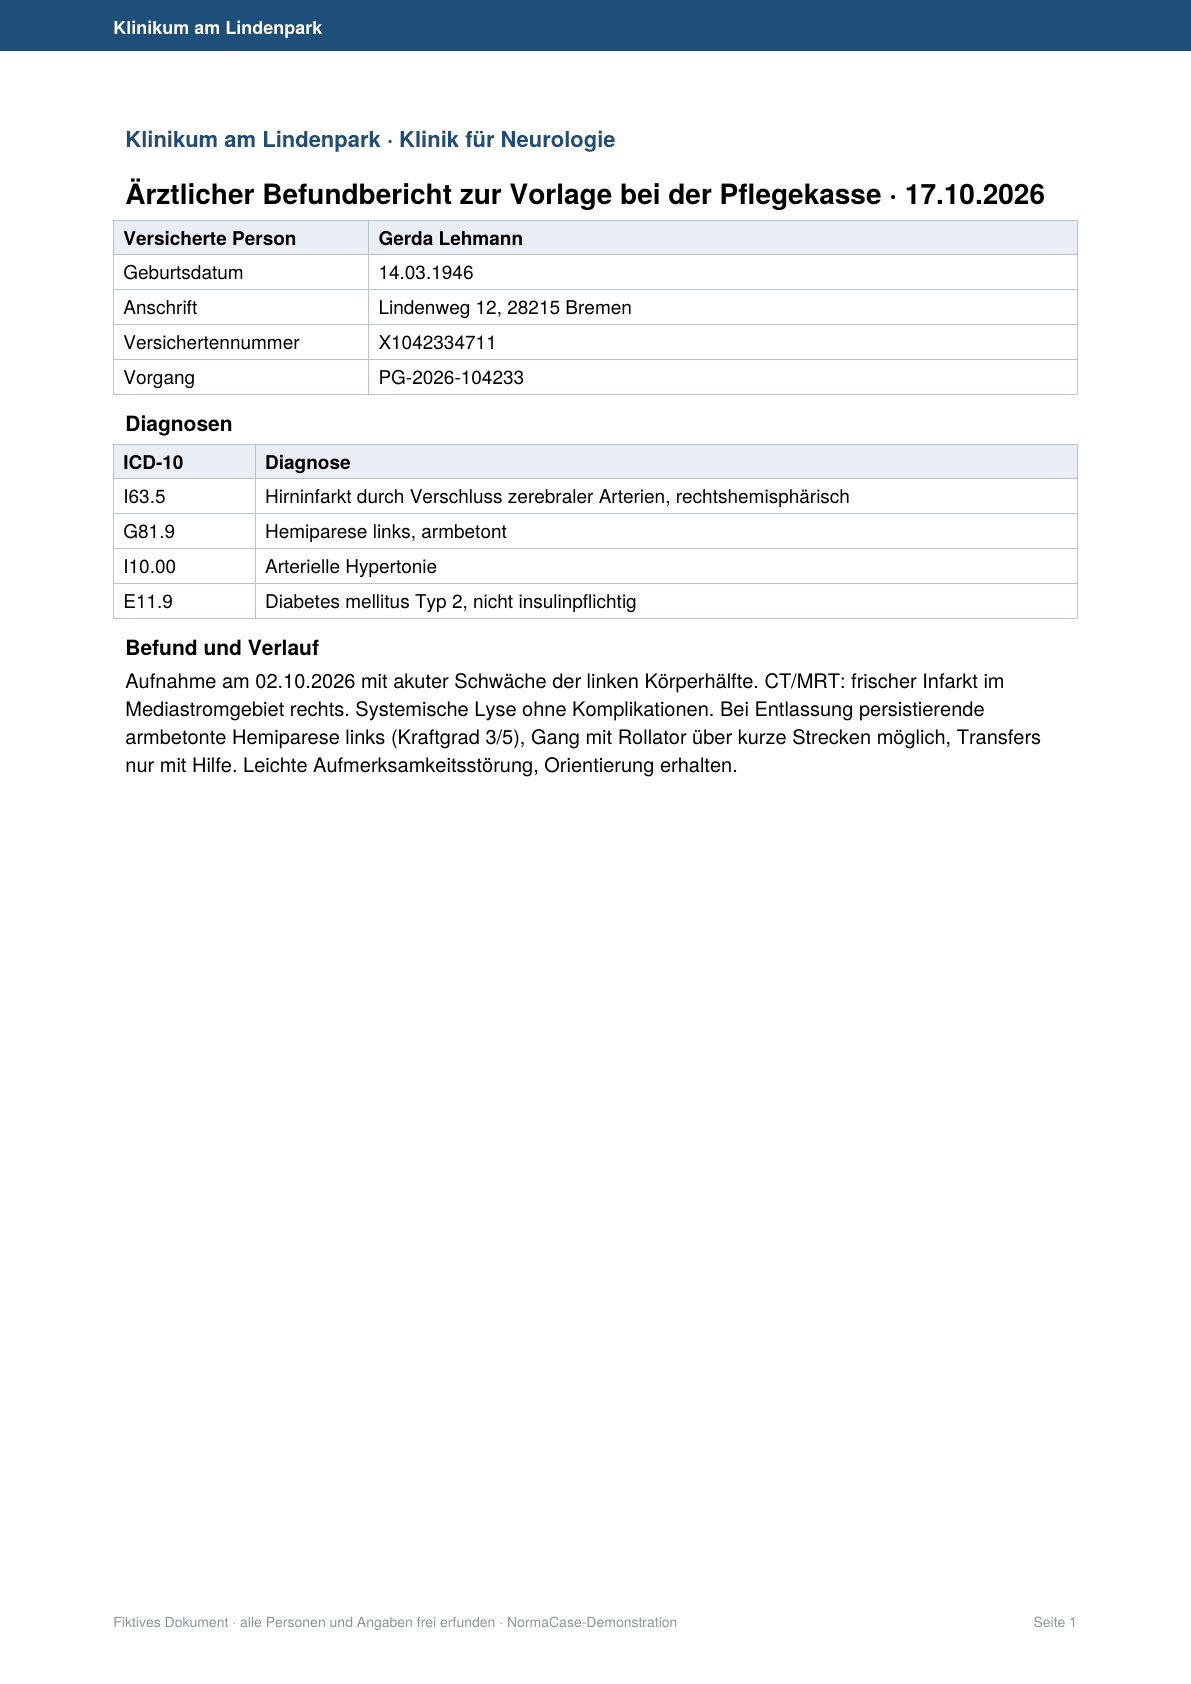 Klinikum am Lindenpark
Klinikum am Lindenpark · Klinik für Neurologie
Ärztlicher Befundbericht zur Vorlage bei der Pflegekasse · 17.10.2026
Versicherte Person Gerda Lehmann
Geburtsdatum 14.03.1946
Anschrift Lindenweg 12, 28215 Bremen
Versichertennummer X1042334711
Vorgang PG-2026-104233
Diagnosen
ICD-10 Diagnose
I63.5 Hirninfarkt durch Verschluss zerebraler Arterien, rechtshemisphärisch
G81.9 Hemiparese links, armbetont
I10.00 Arterielle Hypertonie
E11.9 Diabetes mellitus Typ 2, nicht insulinpflichtig
Befund und Verlauf
Aufnahme am 02.10.2026 mit akuter Schwäche der linken Körperhälfte. CT/MRT: frischer Infarkt im
Mediastromgebiet rechts. Systemische Lyse ohne Komplikationen. Bei Entlassung persistierende
armbetonte Hemiparese links (Kraftgrad 3/5), Gang mit Rollator über kurze Strecken möglich, Transfers
nur mit Hilfe. Leichte Aufmerksamkeitsstörung, Orientierung erhalten.
Fiktives Dokument · alle Personen und Angaben frei erfunden · NormaCase-Demonstration Seite 1